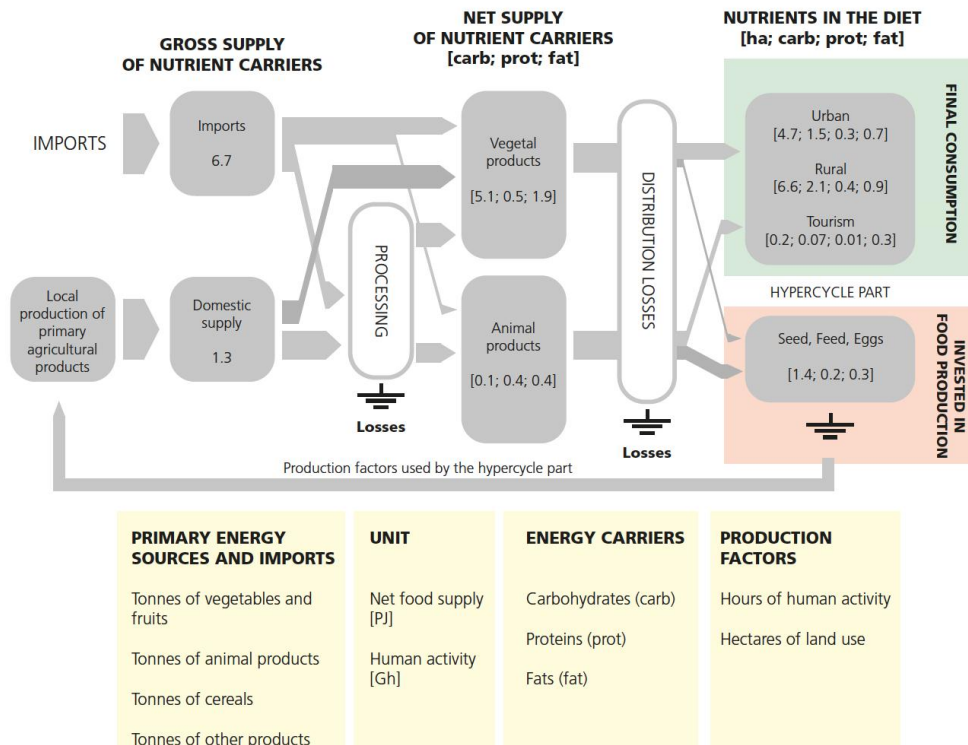 GROSS SUPPLY
OF NUTRIENT CARRIERS
NET SUPPLY
OF NUTRIENT CARRIERS
[carb; prot; fat]
NUTRIENTS IN THE DIET
[ha; carb; prot; fat]
IMPORTS
Imports
6.7
Local
production of
primary
agricultural
products
Domestic
supply
1.3
PROCESSING
Losses
Vegetal
products
[5.1; 0.5; 1.9]
Animal
products
[0.1; 0.4; 0.4]
DISTRIBUTION LOSSES
Losses
Urban
[4.7; 1.5; 0.3; 0.7]
Rural
[6.6; 2.1; 0.4; 0.9]
Tourism
[0.2; 0.07; 0.01; 0.3]
FINAL CONSUMPTION
HYPERCYCLE PART
Seed, Feed, Eggs
[1.4; 0.2; 0.3]
INVESTED IN
FOOD PRODUCTION
Production factors used by the hypercycle part
PRIMARY ENERGY
SOURCES AND IMPORTS
Tonnes of vegetables and
fruits
Tonnes of animal products
Tonnes of cereals
Tonnes of other products
UNIT
Net food supply
[PJ]
Human activity
[Gh]
ENERGY CARRIERS
Carbohydrates (carb)
Proteins (prot)
Fats (fat)
PRODUCTION
FACTORS
Hours of human activity
Hectares of land use